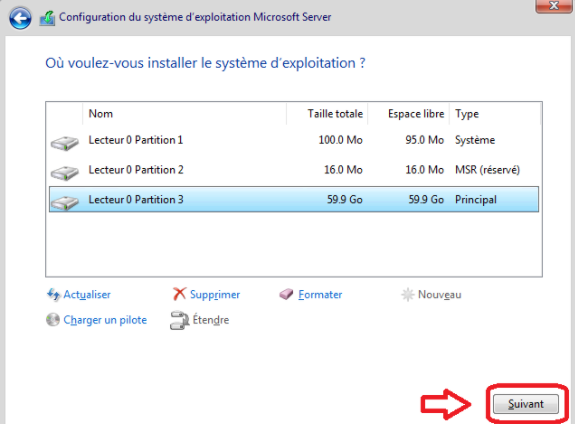 Configuration du système d'exploitation Microsoft Server
Où voulez-vous installer le système d'exploitation ?
Nom Taille totale Espace libre Type
Lecteur 0 Partition 1 100.0 Mo 95.0 Mo Système
Lecteur 0 Partition 2 16.0 Mo 16.0 Mo MSR (réservé)
Lecteur 0 Partition 3 59.9 Go 59.9 Go Principal
Actualiser Supprimer Formater Nouveau
Charger un pilote Étendre
Suivant